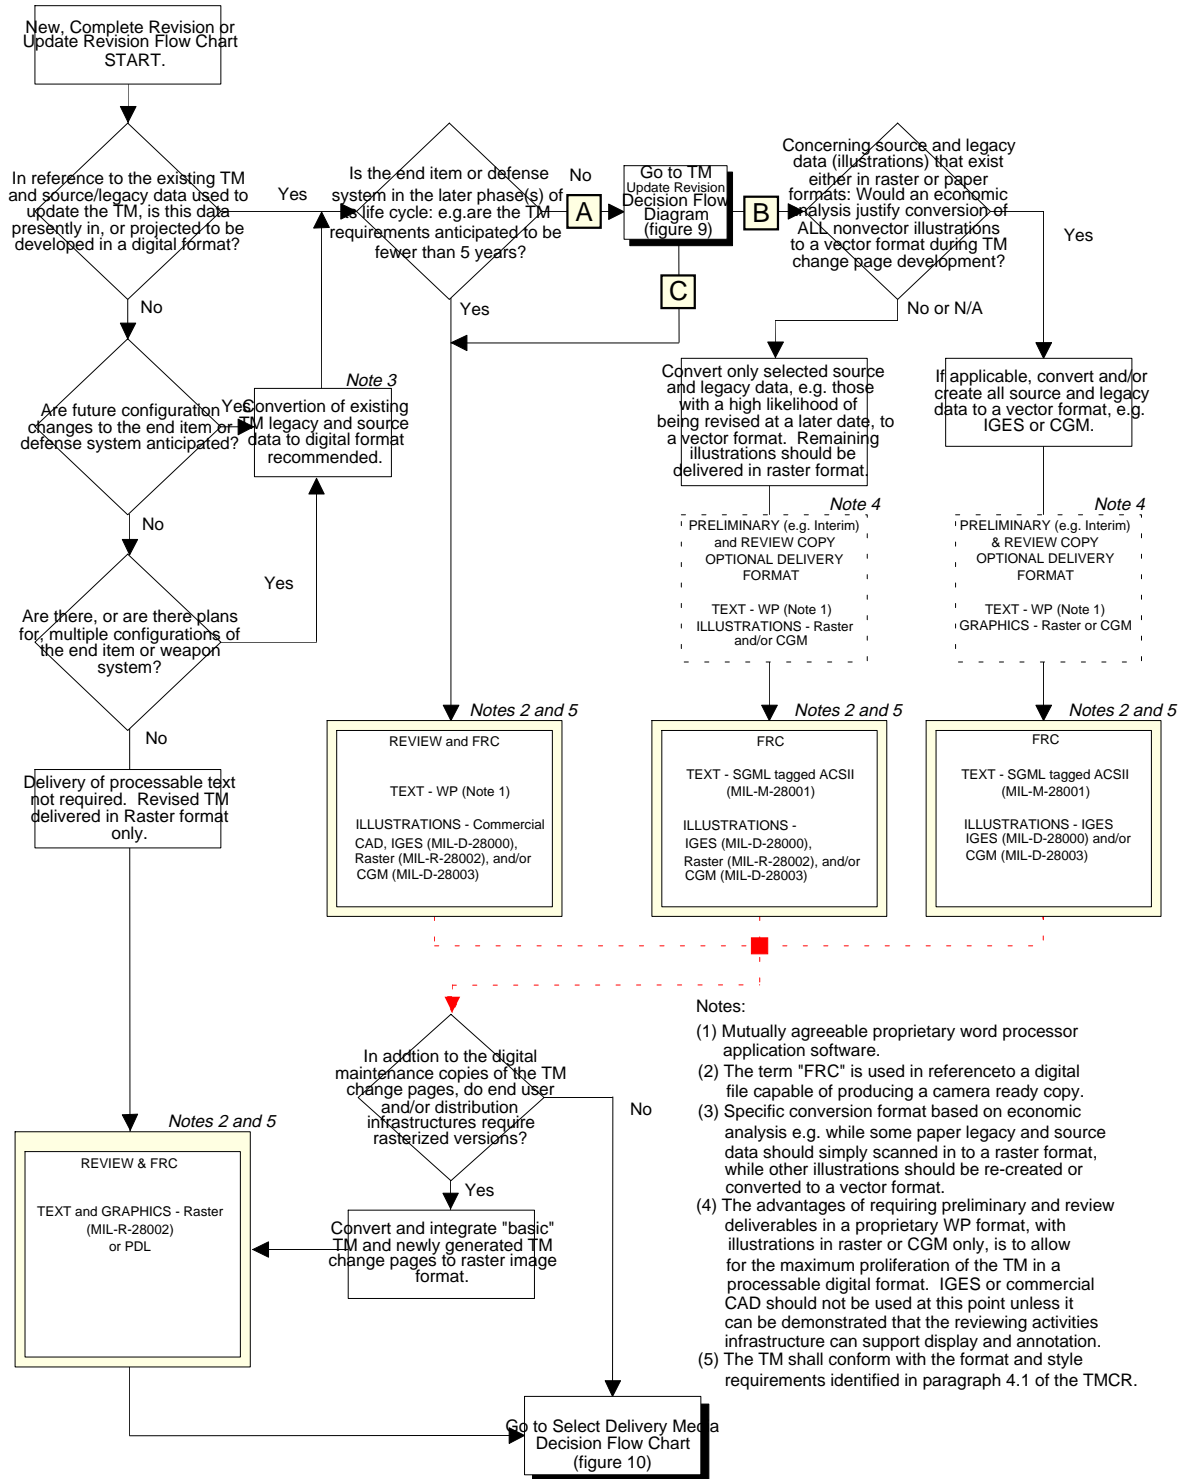 New, Complete Revision or
Update Revision Flow Chart
START.
In reference to the existing TM
and source/legacy data used to
update the TM, is this data
presently in, or projected to be
developed in a digital format?
Yes
No
Is the end item or defense
system in the later phase(s) of
its life cycle: e.g.are the TM
requirements anticipated to be
fewer than 5 years?
No
A
Yes
Go to TM
Update Revision
Decision Flow
Diagram
(figure 9)
B
C
Concerning source and legacy
data (illustrations) that exist
either in raster or paper
formats: Would an economic
analysis justify conversion of
ALL nonvector illustrations
to a vector format during TM
change page development?
Yes
No or N/A
Are future configuration
changes to the end item or
defense system anticipated?
Yes
No
Note 3
Convertion of existing
TM legacy and source
data to digital format
recommended.
Convert only selected source
and legacy data, e.g. those
with a high likelihood of
being revised at a later date, to
a vector format. Remaining
illustrations should be
delivered in raster format.
If applicable, convert and/or
create all source and legacy
data to a vector format, e.g.
IGES or CGM.
Note 4
PRELIMINARY (e.g. Interim)
and REVIEW COPY
OPTIONAL DELIVERY
FORMAT
TEXT - WP (Note 1)
ILLUSTRATIONS - Raster
and/or CGM
Note 4
PRELIMINARY (e.g. Interim)
& REVIEW COPY
OPTIONAL DELIVERY
FORMAT
TEXT - WP (Note 1)
GRAPHICS - Raster or CGM
Are there, or are there plans
for, multiple configurations of
the end item or weapon
system?
Yes
No
Delivery of processable text
not required. Revised TM
delivered in Raster format
only.
Notes 2 and 5
REVIEW and FRC
TEXT - WP (Note 1)
ILLUSTRATIONS - Commercial
CAD, IGES (MIL-D-28000),
Raster (MIL-R-28002), and/or
CGM (MIL-D-28003)
Notes 2 and 5
FRC
TEXT - SGML tagged ACSII
(MIL-M-28001)
ILLUSTRATIONS -
IGES (MIL-D-28000),
Raster (MIL-R-28002), and/or
CGM (MIL-D-28003)
Notes 2 and 5
FRC
TEXT - SGML tagged ACSII
(MIL-M-28001)
ILLUSTRATIONS - IGES
IGES (MIL-D-28000) and/or
CGM (MIL-D-28003)
In addtion to the digital
maintenance copies of the TM
change pages, do end user
and/or distribution
infrastructures require
rasterized versions?
No
Yes
Convert and integrate "basic"
TM and newly generated TM
change pages to raster image
format.
Notes 2 and 5
REVIEW & FRC
TEXT and GRAPHICS - Raster
(MIL-R-28002)
or PDL
Go to Select Delivery Media
Decision Flow Chart
(figure 10)
Notes:
(1) Mutually agreeable proprietary word processor
application software.
(2) The term "FRC" is used in referenceto a digital
file capable of producing a camera ready copy.
(3) Specific conversion format based on economic
analysis e.g. while some paper legacy and source
data should simply scanned in to a raster format,
while other illustrations should be re-created or
converted to a vector format.
(4) The advantages of requiring preliminary and review
deliverables in a proprietary WP format, with
illustrations in raster or CGM only, is to allow
for the maximum proliferation of the TM in a
processable digital format. IGES or commercial
CAD should not be used at this point unless it
can be demonstrated that the reviewing activities
infrastructure can support display and annotation.
(5) The TM shall conform with the format and style
requirements identified in paragraph 4.1 of the TMCR.